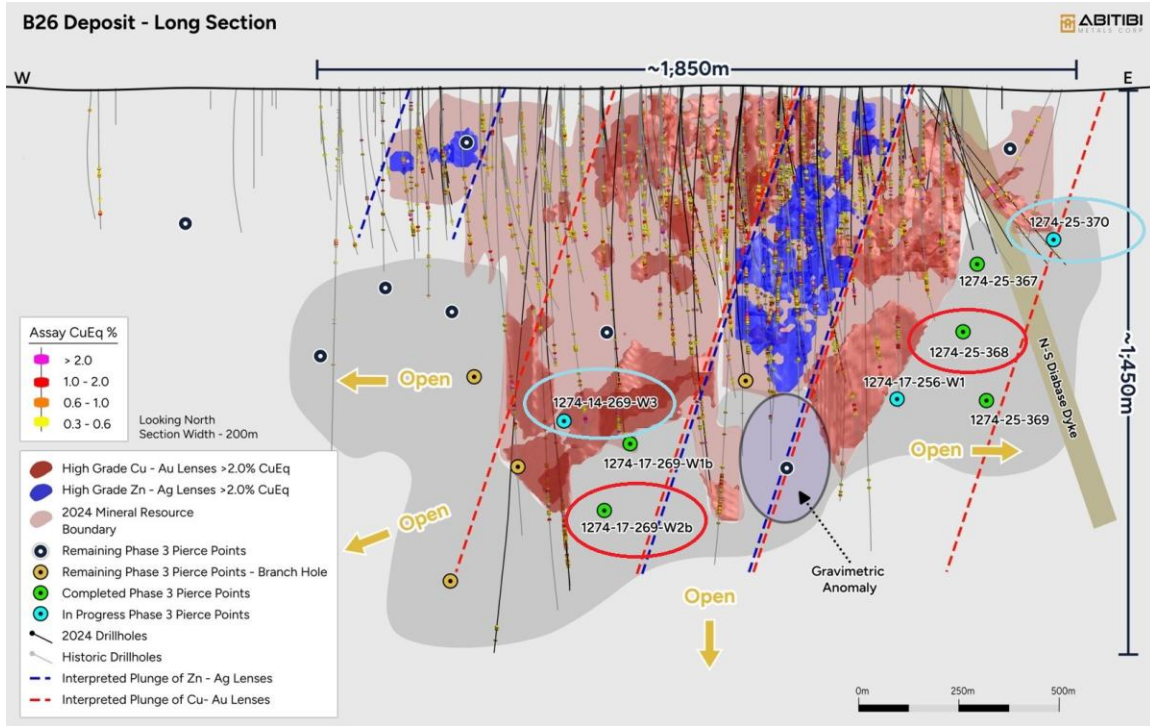 B26 Deposit - Long Section
ABITIBI
METALS CORP
~1,850m
W
E
1274-25-370
1274-25-367
1274-25-368
1274-17-256-W1
1274-25-369
N-S Diabase Dyke
~1,450m
Open
1274-14-269-W3
1274-17-269-W1b
1274-17-269-W2b
Open
Open
Open
Gravimetric
Anomaly
Assay CuEq %
> 2.0
1.0 - 2.0
0.6 - 1.0
0.3 - 0.6
Looking North
Section Width - 200m
High Grade Cu - Au Lenses >2.0% CuEq
High Grade Zn - Ag Lenses >2.0% CuEq
2024 Mineral Resource
Boundary
Remaining Phase 3 Pierce Points
Remaining Phase 3 Pierce Points - Branch Hole
Completed Phase 3 Pierce Points
In Progress Phase 3 Pierce Points
2024 Drillholes
Historic Drillholes
Interpreted Plunge of Zn - Ag Lenses
Interpreted Plunge of Cu- Au Lenses
0m 250m 500m